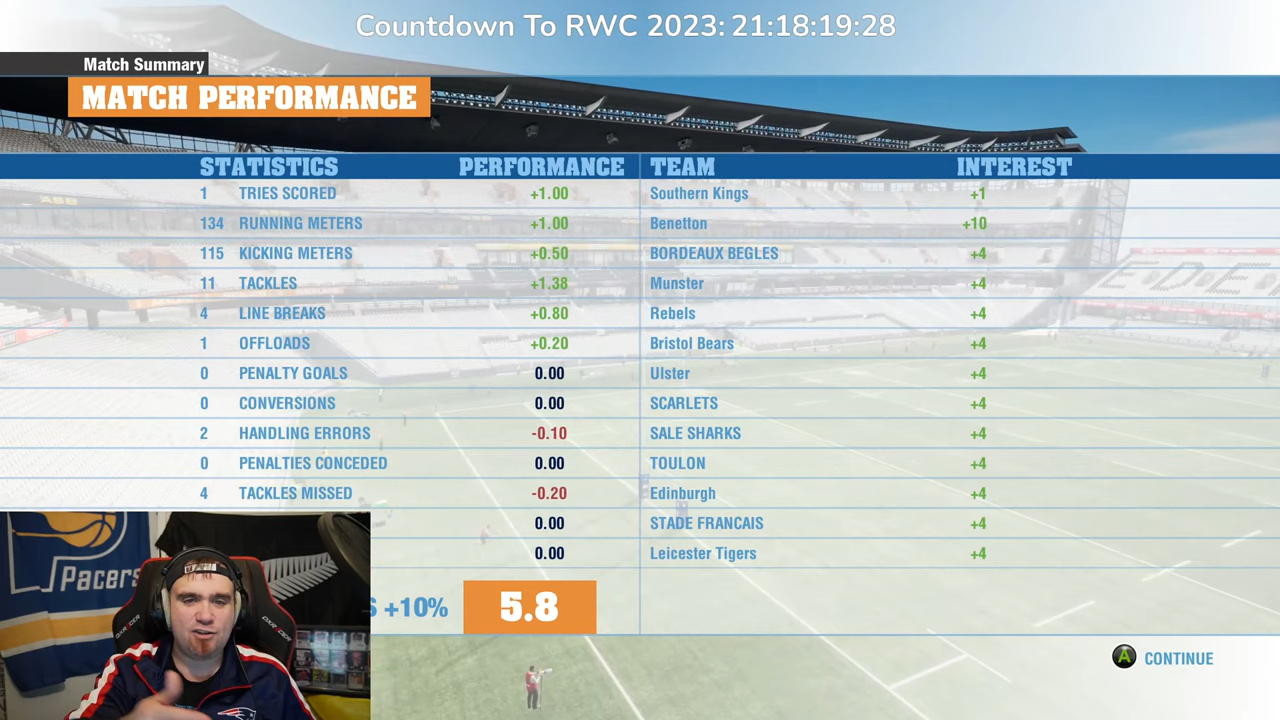 Countdown To RWC 2023: 21:18:19:28
Match Summary
MATCH PERFORMANCE
STATISTICS PERFORMANCE TEAM INTEREST
1 TRIES SCORED +1.00 Southern Kings +1
134 RUNNING METERS +1.00 Benetton +10
115 KICKING METERS +0.50 BORDEAUX BEGLES +4
11 TACKLES +1.38 Munster +4
4 LINE BREAKS +0.80 Rebels +4
1 OFFLOADS +0.20 Bristol Bears +4
0 PENALTY GOALS 0.00 Ulster +4
0 CONVERSIONS 0.00 SCARLETS +4
2 HANDLING ERRORS -0.10 SALE SHARKS +4
0 PENALTIES CONCEDED 0.00 TOULON +4
4 TACKLES MISSED -0.20 Edinburgh +4
0.00 STADE FRANCAIS +4
0.00 Leicester Tigers +4
+10% 5.8
A CONTINUE
Pacers
DXRACER